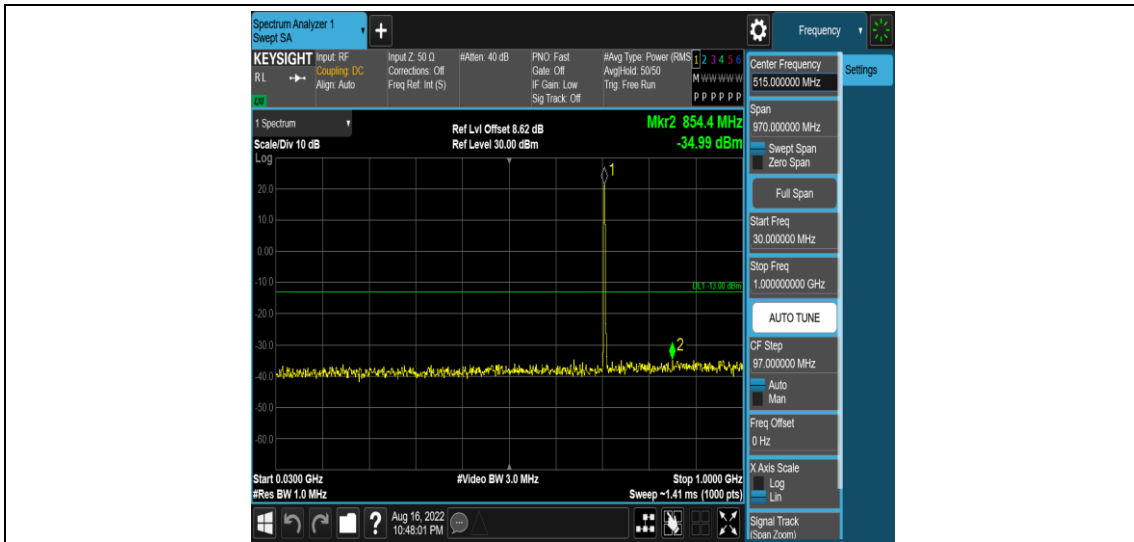 Spectrum Analyzer 1
Swept SA
+
Frequency
KEYSIGHT
RL
LXI
Input: RF
Coupling: DC
Align: Auto
Input Z: 50 Ω
Corrections: Off
Freq Ref: Int (S)
#Atten: 40 dB
PNO: Fast
Gate: Off
IF Gain: Low
Sig Track: Off
#Avg Type: Power (RMS
Avg|Hold: 50/50
Trig: Free Run
1 2 3 4 5 6
M W W W W W
P P P P P P
1 Spectrum
Scale/Div 10 dB
Log
Ref Lvl Offset 8.62 dB
Ref Level 30.00 dBm
Mkr2 854.4 MHz
-34.99 dBm
1
20.0
10.0
0.00
-10.0
DL1 -13.00 dBm
-20.0
-30.0
2
-40.0
-50.0
-60.0
Start 0.0300 GHz
#Res BW 1.0 MHz
#Video BW 3.0 MHz
Stop 1.0000 GHz
Sweep ~1.41 ms (1000 pts)
?
Aug 16, 2022
10:48:01 PM
Center Frequency
515.000000 MHz
Settings
Span
970.000000 MHz
Swept Span
Zero Span
Full Span
Start Freq
30.000000 MHz
Stop Freq
1.000000000 GHz
AUTO TUNE
CF Step
97.000000 MHz
Auto
Man
Freq Offset
0 Hz
X Axis Scale
Log
Lin
Signal Track
(Span Zoom)